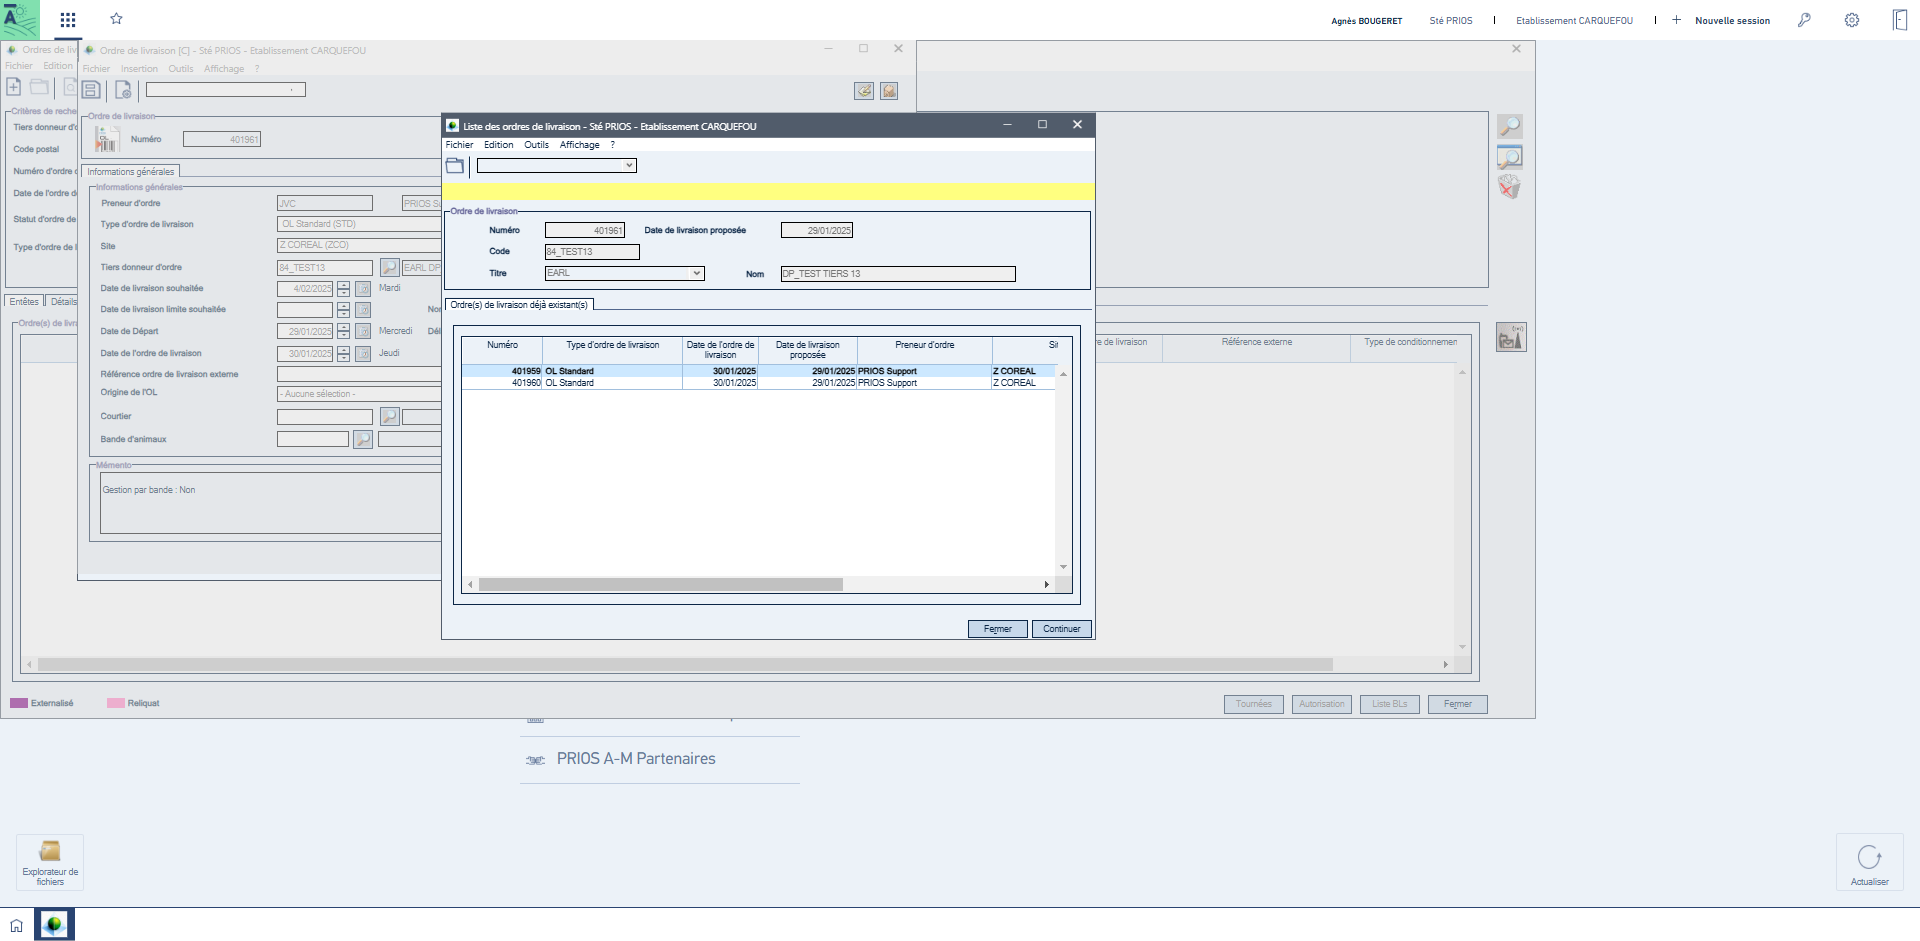 Agnès BOUGERET
Sté PRIOS
Etablissement CARQUEFOU
Nouvelle session
Ordres de liv
Fichier Edition
Critères de reche
Tiers donneur d'o
Code postal
Numéro d'ordre d
Date de l'ordre d
Statut d'ordre de
Type d'ordre de l
Entêtes Détails
Ordre(s) de livra
Ordre de livraison [C] - Sté PRIOS - Etablissement CARQUEFOU
Fichier Insertion Outils Affichage ?
Ordre de livraison
Numéro 401961
Informations générales
Informations générales
Preneur d'ordre JVC PRIOS Su
Type d'ordre de livraison OL Standard (STD)
Site Z COREAL (ZCO)
Tiers donneur d'ordre 84_TEST13 EARL DP
Date de livraison souhaitée 4/02/2025 Mardi
Date de livraison limite souhaitée Nor
Date de Départ 29/01/2025 Mercredi Dél
Date de l'ordre de livraison 30/01/2025 Jeudi
Référence ordre de livraison externe
Origine de l'OL - Aucune sélection -
Courtier
Bande d'animaux
Mémento
Gestion par bande : Non
Liste des ordres de livraison - Sté PRIOS - Etablissement CARQUEFOU
Fichier Edition Outils Affichage ?
Ordre de livraison
Numéro 401961 Date de livraison proposée 29/01/2025
Code 84_TEST13
Titre EARL Nom DP_TEST TIERS 13
Ordre(s) de livraison déjà existant(s)
Numéro Type d'ordre de livraison Date de l'ordre de livraison Date de livraison proposée Preneur d'ordre Sit
401959 OL Standard 30/01/2025 29/01/2025 PRIOS Support Z COREAL
401960 OL Standard 30/01/2025 29/01/2025 PRIOS Support Z COREAL
Fermer Continuer
re de livraison Référence externe Type de conditionnemen
Externalisé Reliquat
Tournées Autorisation Liste BLs Fermer
PRIOS A-M Partenaires
Explorateur de
fichiers
Actualiser